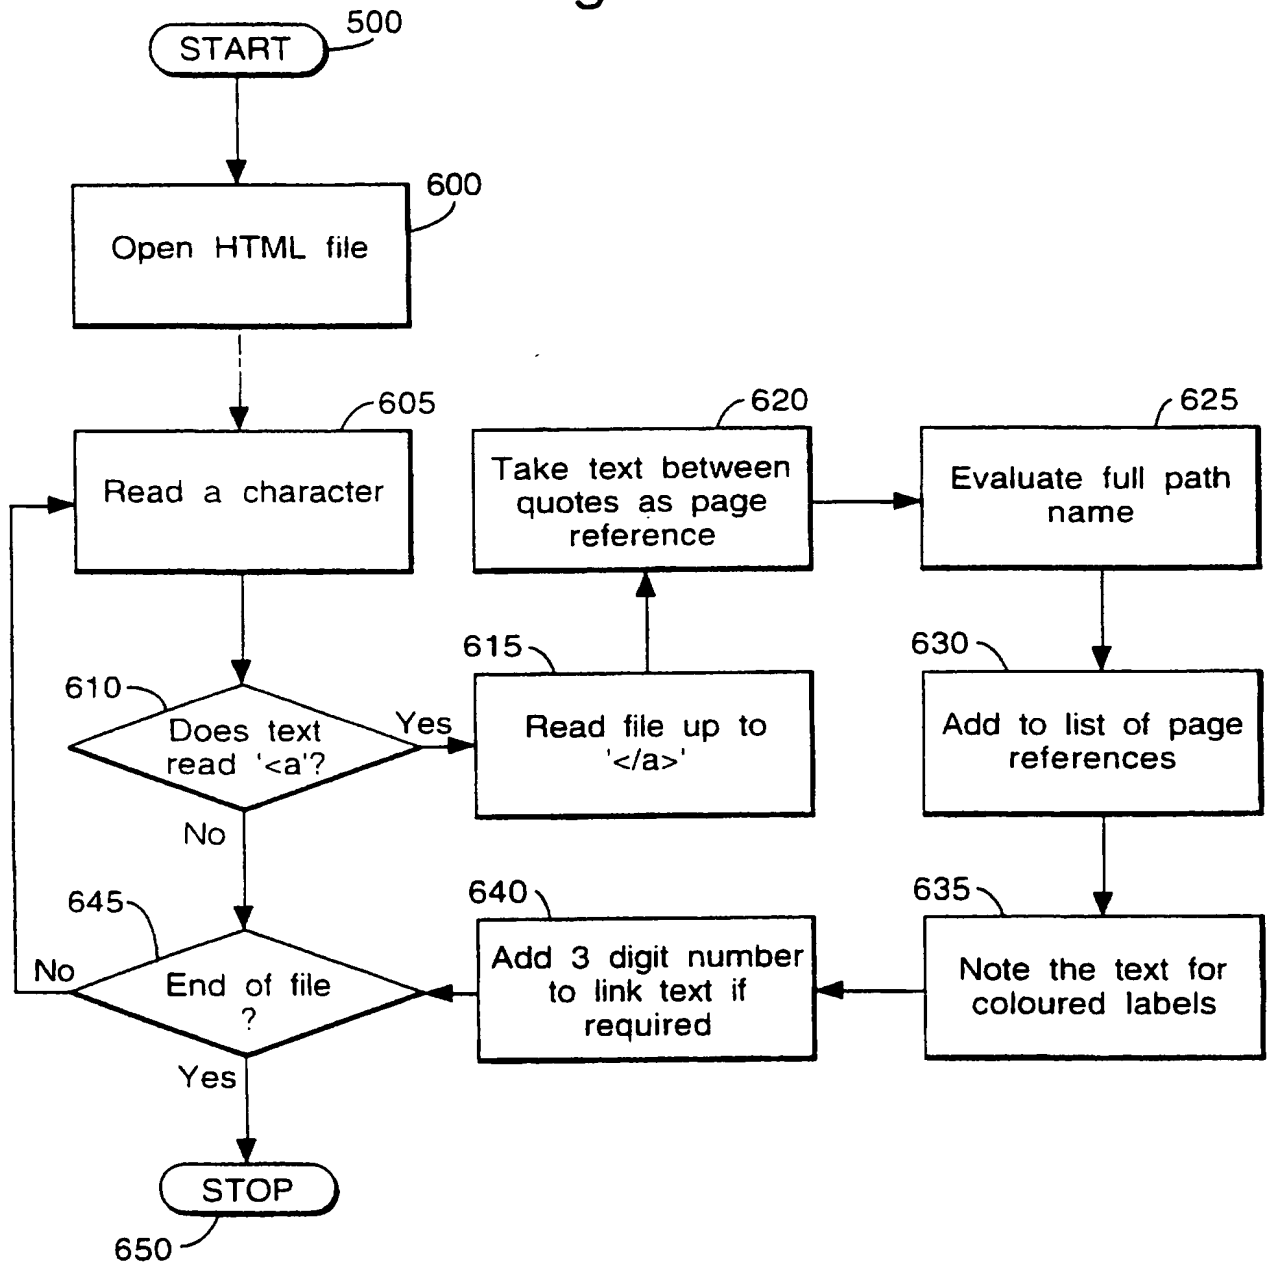 START
500
600
Open HTML file
605
Read a character
620
Take text between
quotes as page
reference
625
Evaluate full path
name
610
Does text
read '<a'?
Yes
No
615
Read file up to
'</a>'
630
Add to list of page
references
645
End of file
?
No
Yes
640
Add 3 digit number
to link text if
required
635
Note the text for
coloured labels
STOP
650